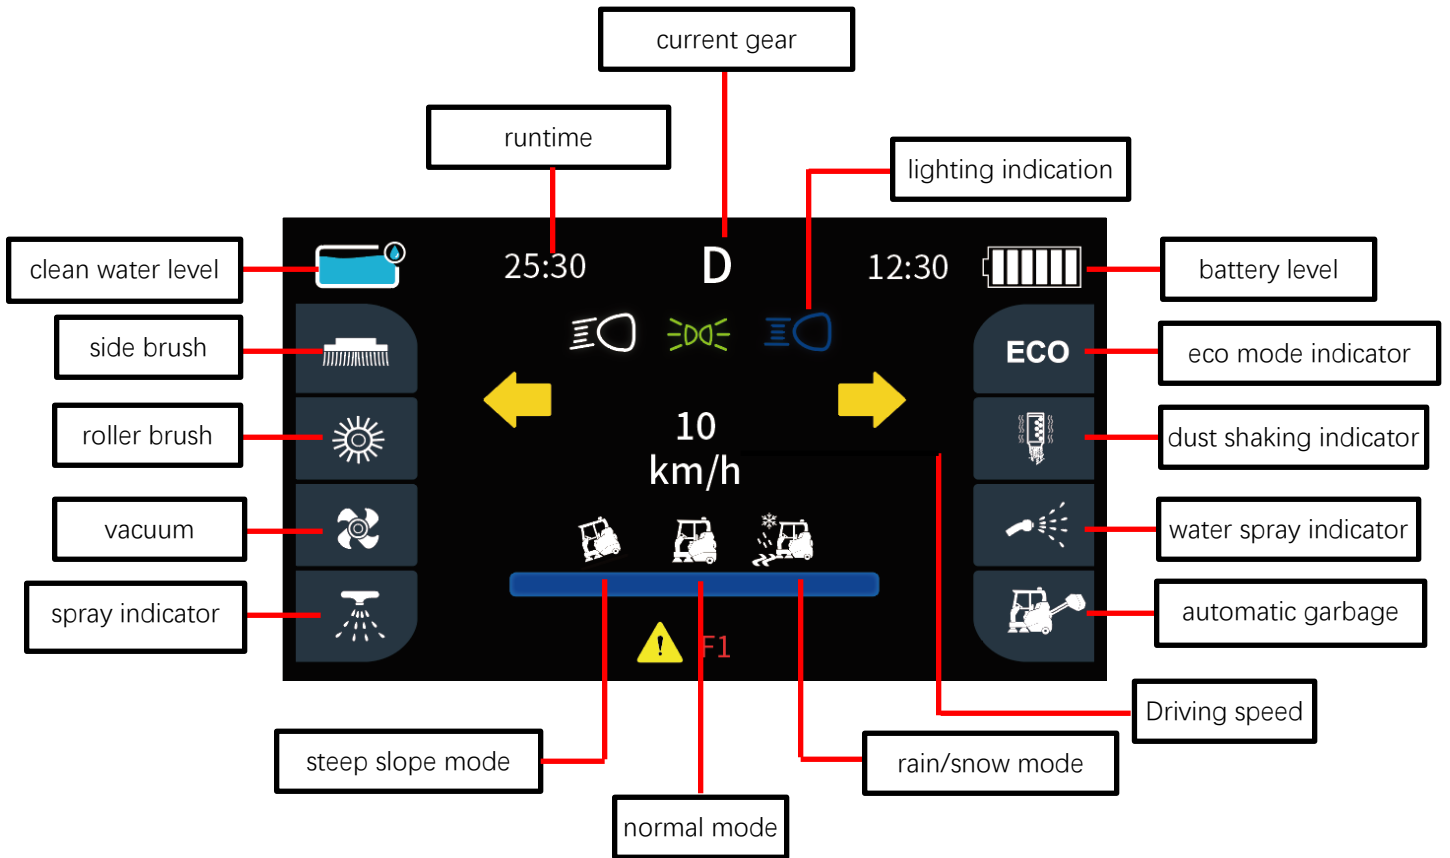 current gear
runtime
lighting indication
clean water level
25:30
D
12:30
battery level
side brush
ECO
eco mode indicator
roller brush
10
km/h
dust shaking indicator
vacuum
water spray indicator
spray indicator
automatic garbage
F1
Driving speed
steep slope mode
rain/snow mode
normal mode